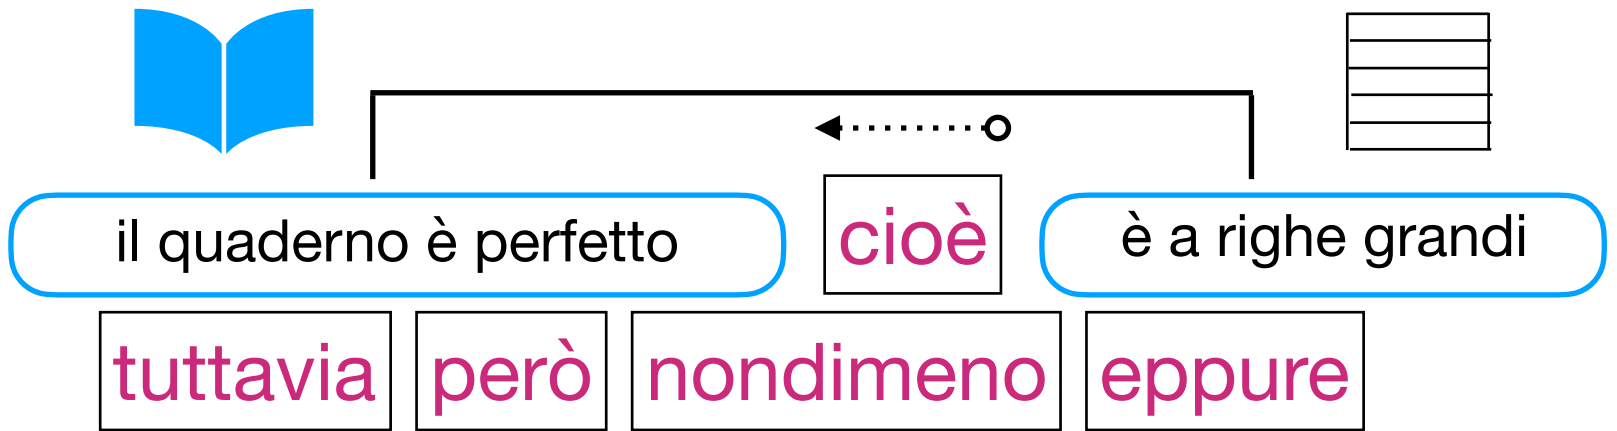 il quaderno è perfetto cioè è a righe grandi
tuttavia però nondimeno eppure